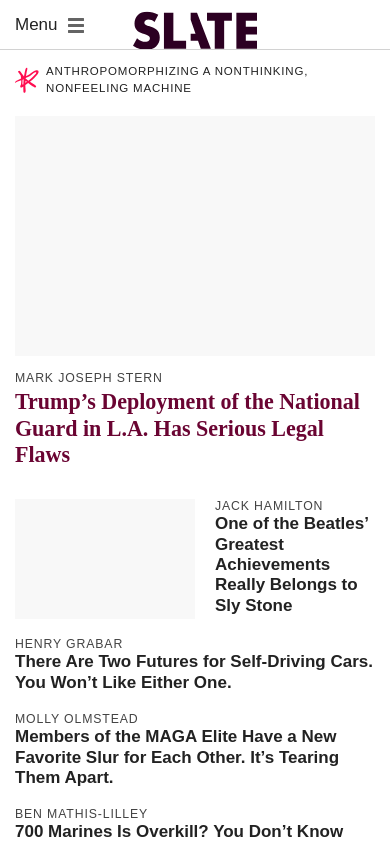 Menu
SLATE
ANTHROPOMORPHIZING A NONTHINKING,
NONFEELING MACHINE
MARK JOSEPH STERN
Trump’s Deployment of the National
Guard in L.A. Has Serious Legal
Flaws
JACK HAMILTON
One of the Beatles’
Greatest
Achievements
Really Belongs to
Sly Stone
HENRY GRABAR
There Are Two Futures for Self-Driving Cars.
You Won’t Like Either One.
MOLLY OLMSTEAD
Members of the MAGA Elite Have a New
Favorite Slur for Each Other. It’s Tearing
Them Apart.
BEN MATHIS-LILLEY
700 Marines Is Overkill? You Don’t Know